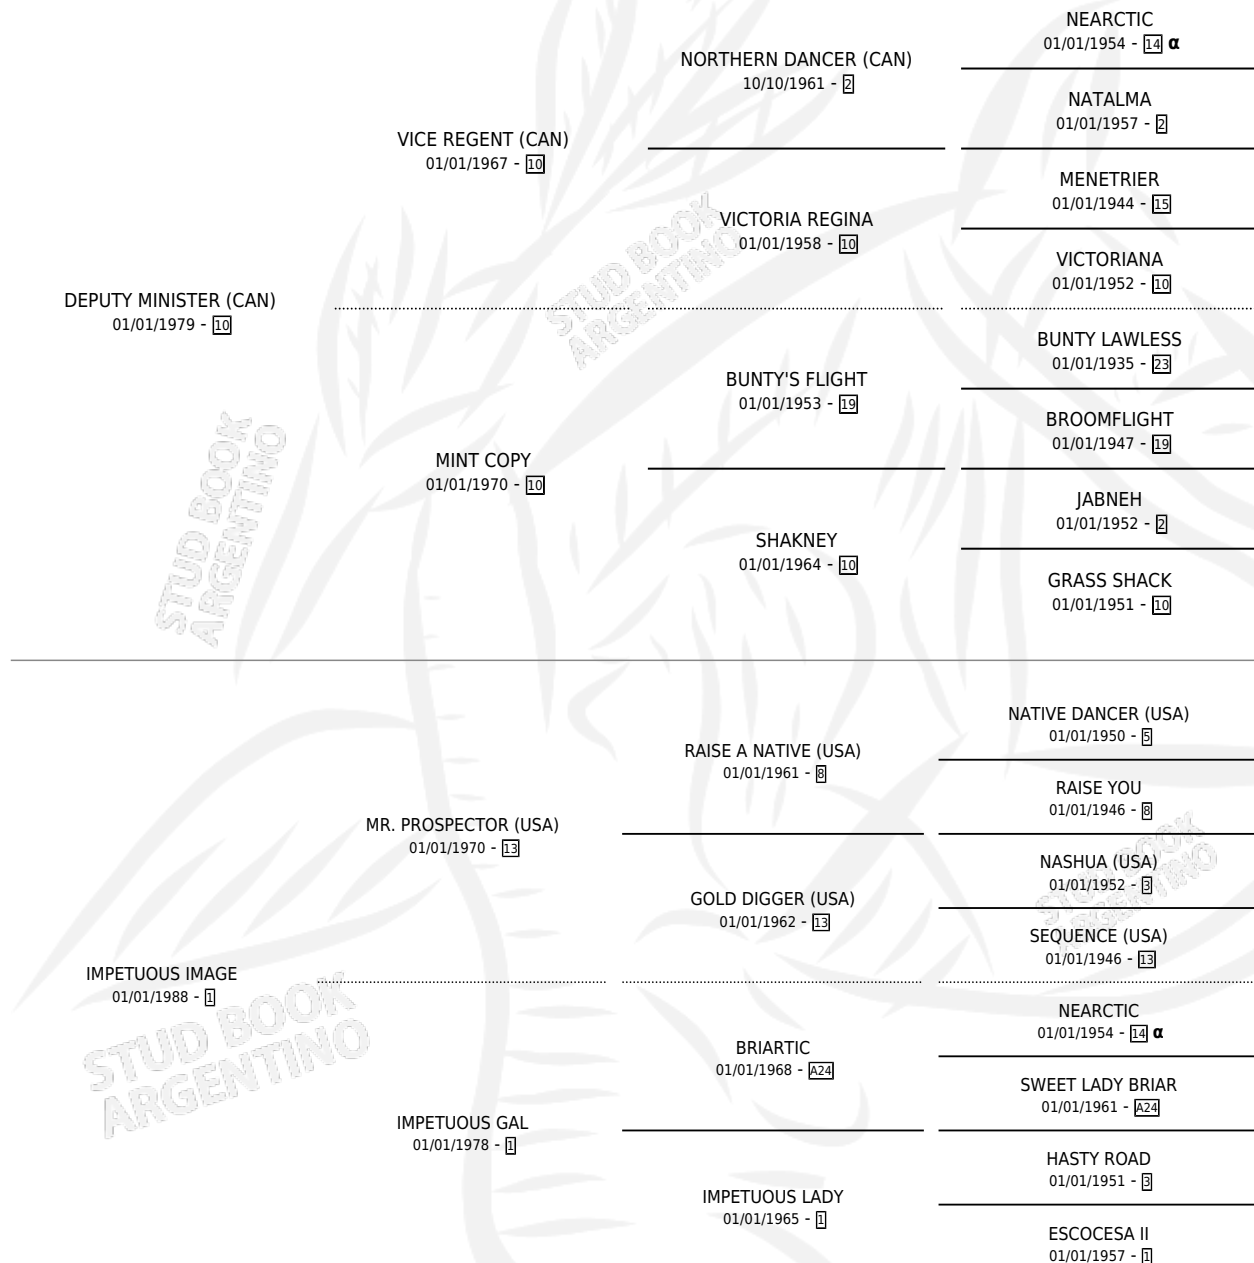 NEARCTIC
01/01/1954 - 14 α
NORTHERN DANCER (CAN)
10/10/1961 - 2
NATALMA
01/01/1957 - 2
VICE REGENT (CAN)
01/01/1967 - 10
MENETRIER
01/01/1944 - 15
VICTORIA REGINA
01/01/1958 - 10
VICTORIANA
01/01/1952 - 10
DEPUTY MINISTER (CAN)
01/01/1979 - 10
BUNTY LAWLESS
01/01/1935 - 23
BUNTY'S FLIGHT
01/01/1953 - 19
BROOMFLIGHT
01/01/1947 - 19
MINT COPY
01/01/1970 - 10
JABNEH
01/01/1952 - 2
SHAKNEY
01/01/1964 - 10
GRASS SHACK
01/01/1951 - 10
NATIVE DANCER (USA)
01/01/1950 - 5
RAISE A NATIVE (USA)
01/01/1961 - 8
RAISE YOU
01/01/1946 - 8
MR. PROSPECTOR (USA)
01/01/1970 - 13
NASHUA (USA)
01/01/1952 - 3
GOLD DIGGER (USA)
01/01/1962 - 13
SEQUENCE (USA)
01/01/1946 - 13
IMPETUOUS IMAGE
01/01/1988 - 1
NEARCTIC
01/01/1954 - 14 α
BRIARTIC
01/01/1968 - A24
SWEET LADY BRIAR
01/01/1961 - A24
IMPETUOUS GAL
01/01/1978 - 1
HASTY ROAD
01/01/1951 - 3
IMPETUOUS LADY
01/01/1965 - 1
ESCOCESA II
01/01/1957 - 1
STUD BOOK
ARGENTINO
STUD BOOK
ARGENTINO
STUD BOOK
ARGENTINO
STUD BOOK
ARGENTINO